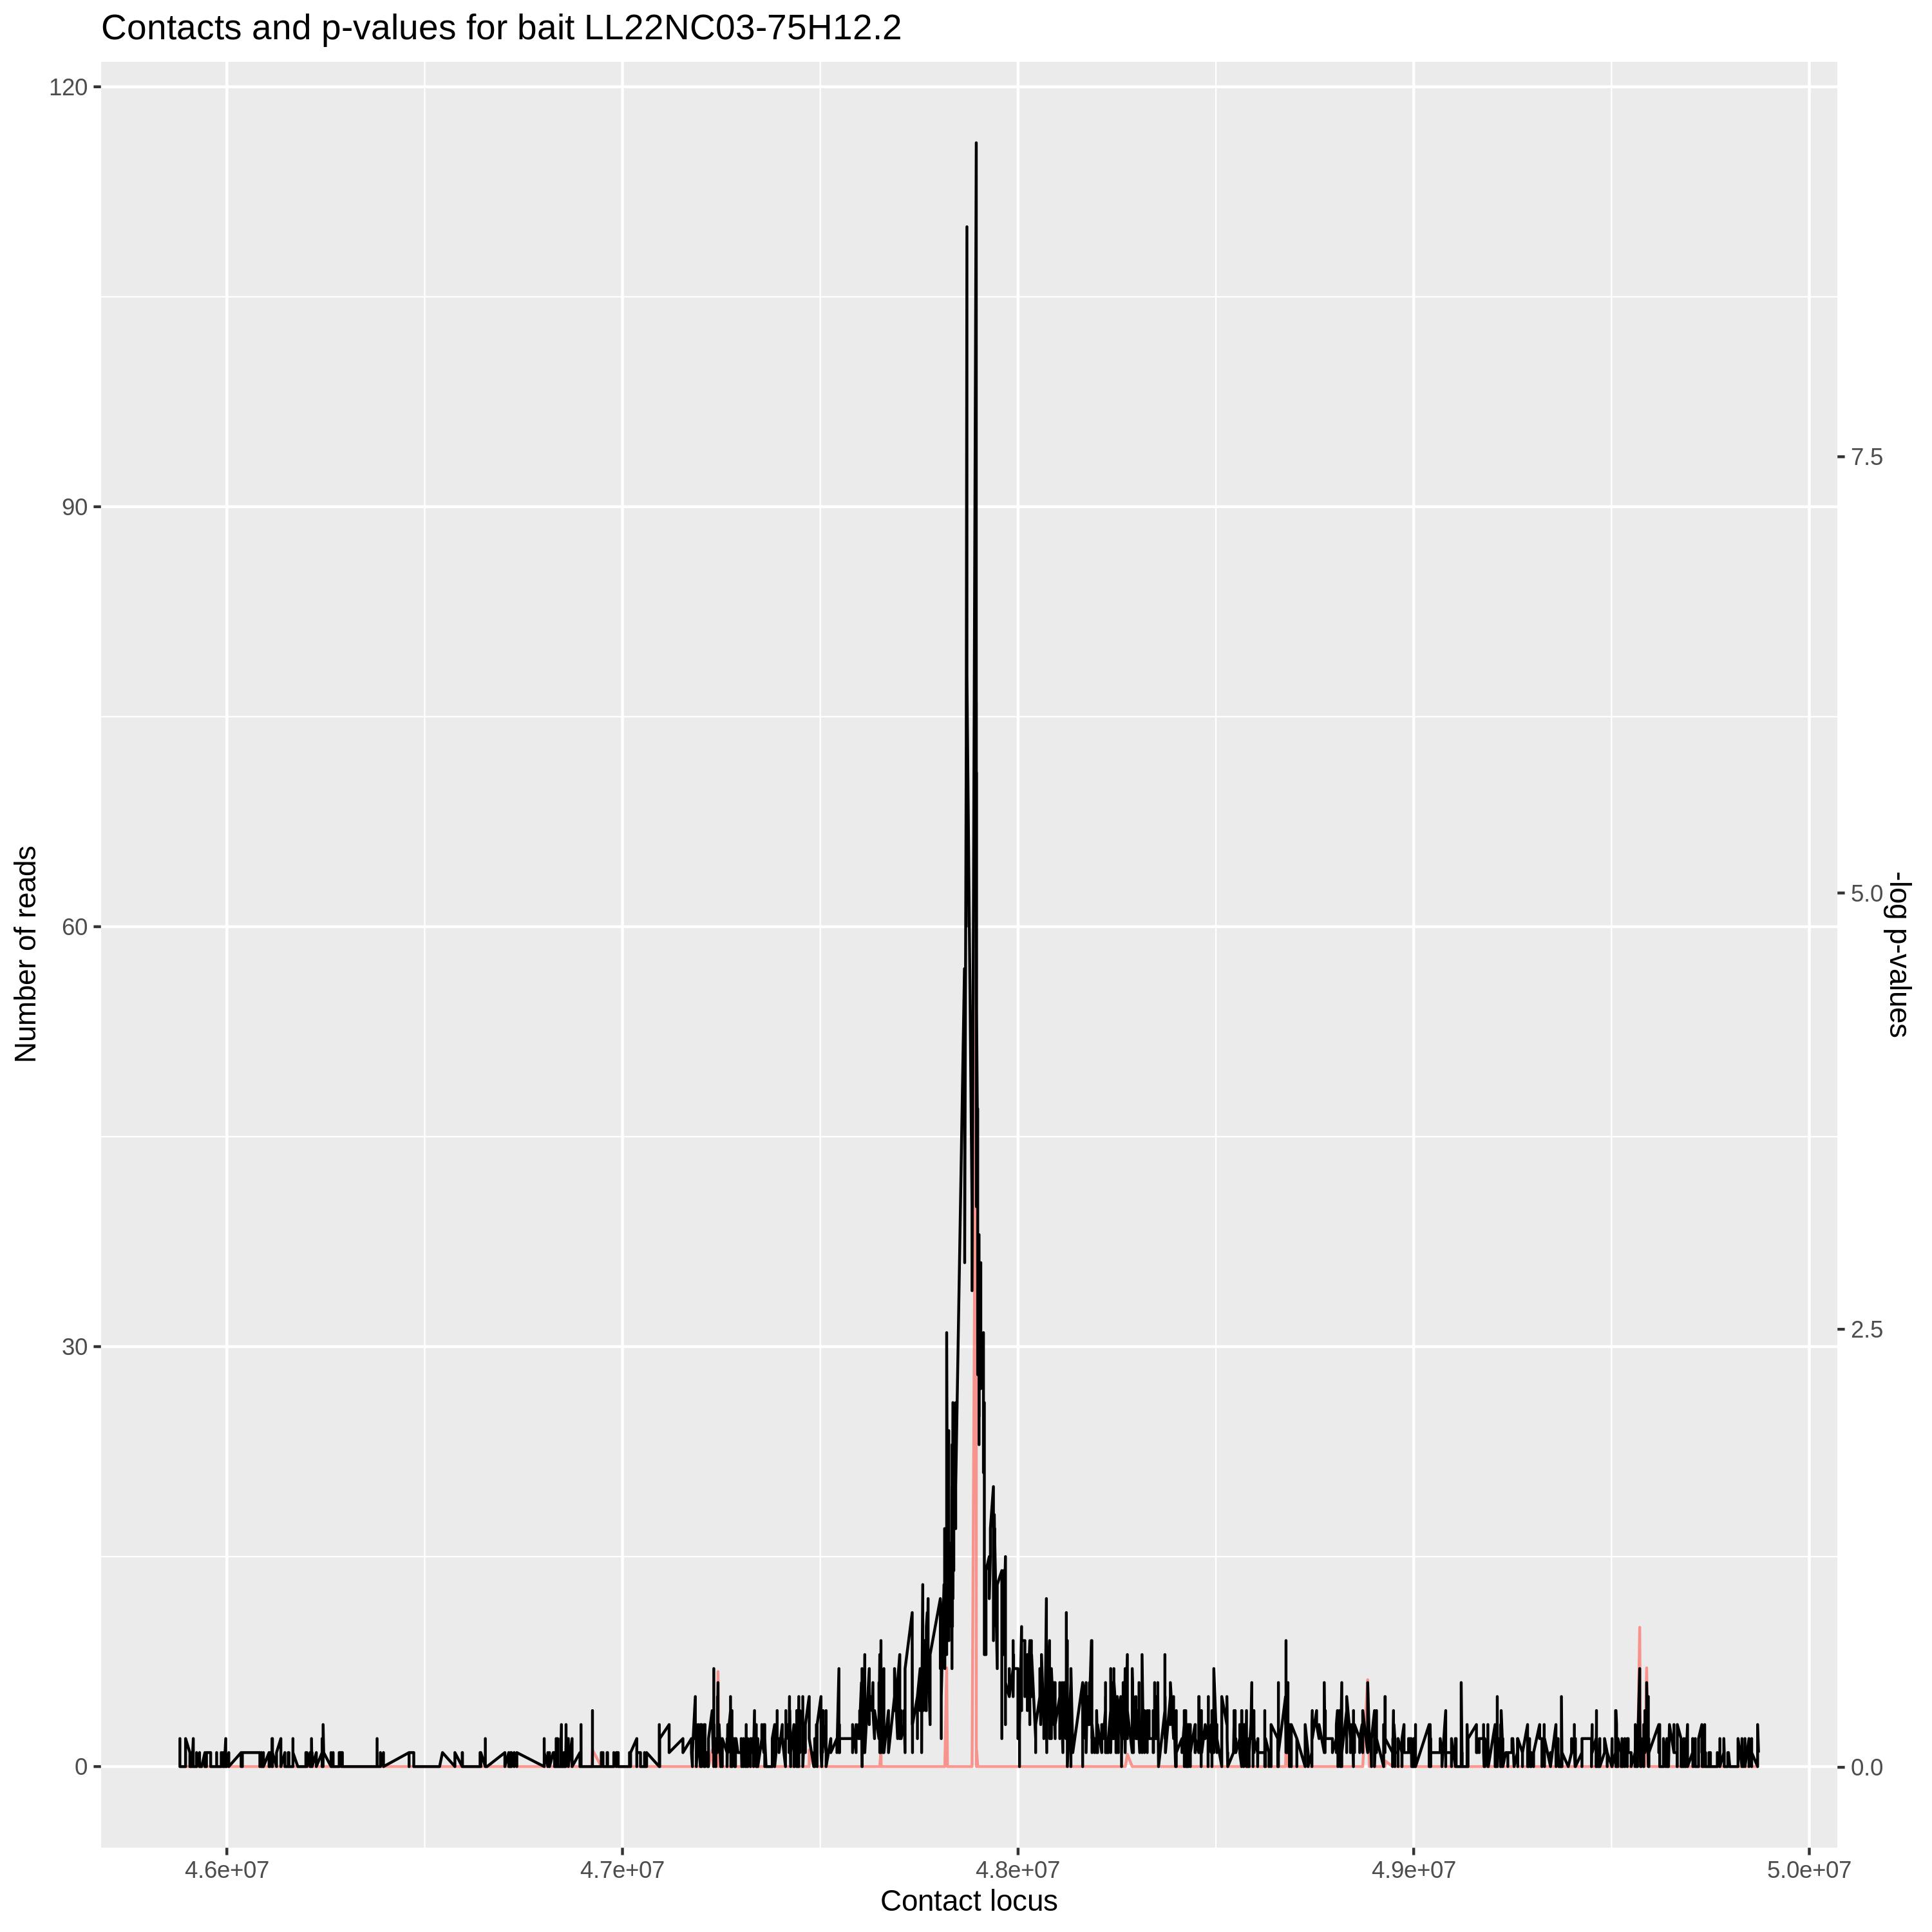 Contacts and p-values for bait LL22NC03-75H12.2
120
90
60
30
0
Number of reads
7.5
5.0
2.5
0.0
-log p-values
4.6e+07
4.7e+07
4.8e+07
4.9e+07
5.0e+07
Contact locus